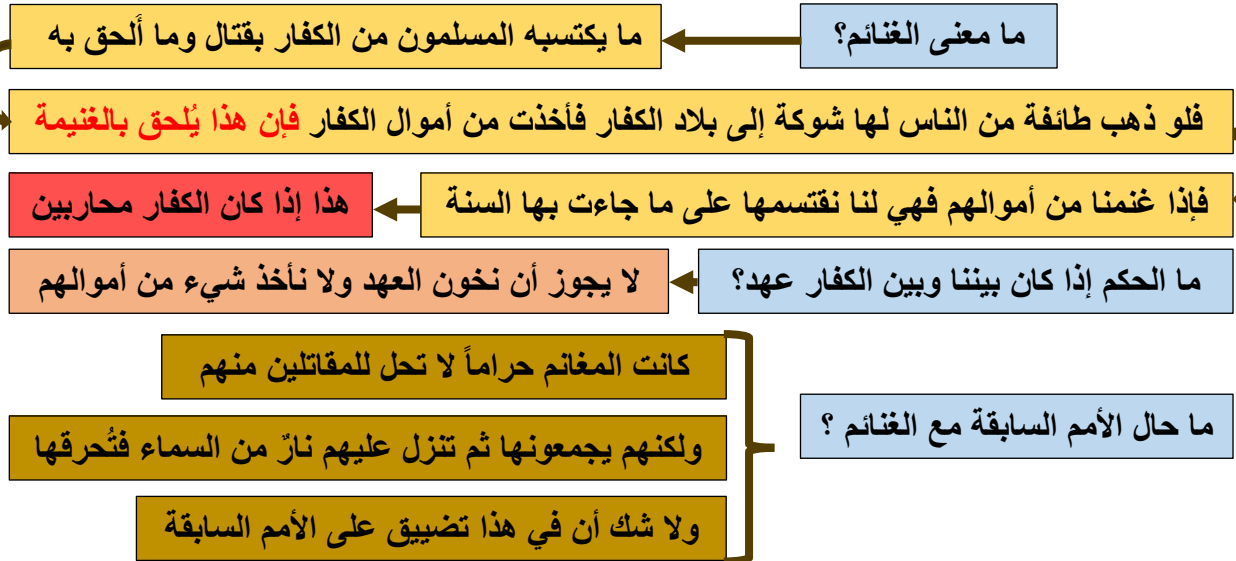 ما معنى الغنائم؟
ما يكتسبه المسلمون من الكفار بقتال وما ألحق به
فلو ذهب طائفة من الناس لها شوكة إلى بلاد الكفار فأخذت من أموال الكفار فإن هذا يُلحق بالغنيمة
فإذا غنمنا من أموالهم فهي لنا نقتسمها على ما جاءت بها السنة
هذا إذا كان الكفار محاربين
ما الحكم إذا كان بيننا وبين الكفار عهد؟
لا يجوز أن نخون العهد ولا نأخذ شيء من أموالهم
ما حال الأمم السابقة مع الغنائم ؟
كانت المغانم حراماً لا تحل للمقاتلين منهم
ولكنهم يجمعونها ثم تنزل عليهم نارٌ من السماء فتُحرقها
ولا شك أن في هذا تضييق على الأمم السابقة